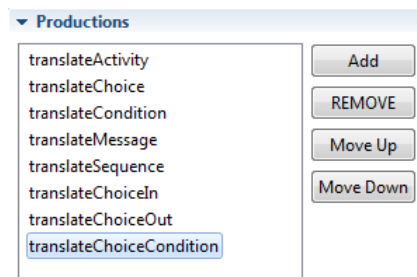 Productions
translateActivity
translateChoice
translateCondition
translateMessage
translateSequence
translateChoiceIn
translateChoiceOut
translateChoiceCondition
Add
REMOVE
Move Up
Move Down